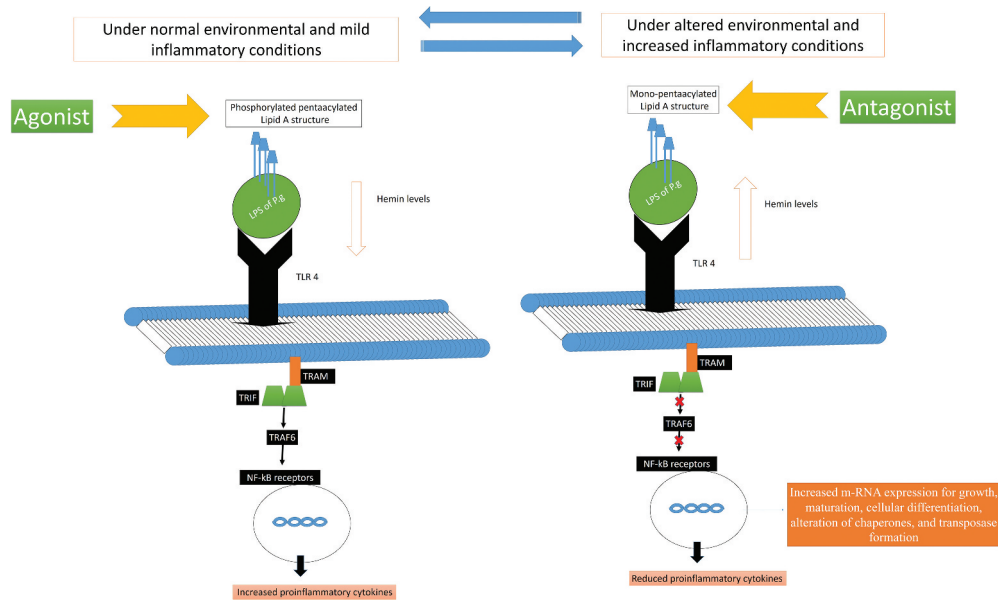 Under normal environmental and mild
inflammatory conditions
Under altered environmental and
increased inflammatory conditions
Agonist
Phosphorylated pentaacylated
Lipid A structure
LPS of P.g
Hemin levels
TLR 4
TRAM
TRIF
TRAF6
NF-kB receptors
Increased proinflammatory cytokines
Mono-pentaacylated
Lipid A structure
Antagonist
LPS of P.g
Hemin levels
TLR 4
TRAM
TRIF
TRAF6
NF-kB receptors
Increased m-RNA expression for growth,
maturation, cellular differentiation,
alteration of chaperones, and transposase
formation
Reduced proinflammatory cytokines